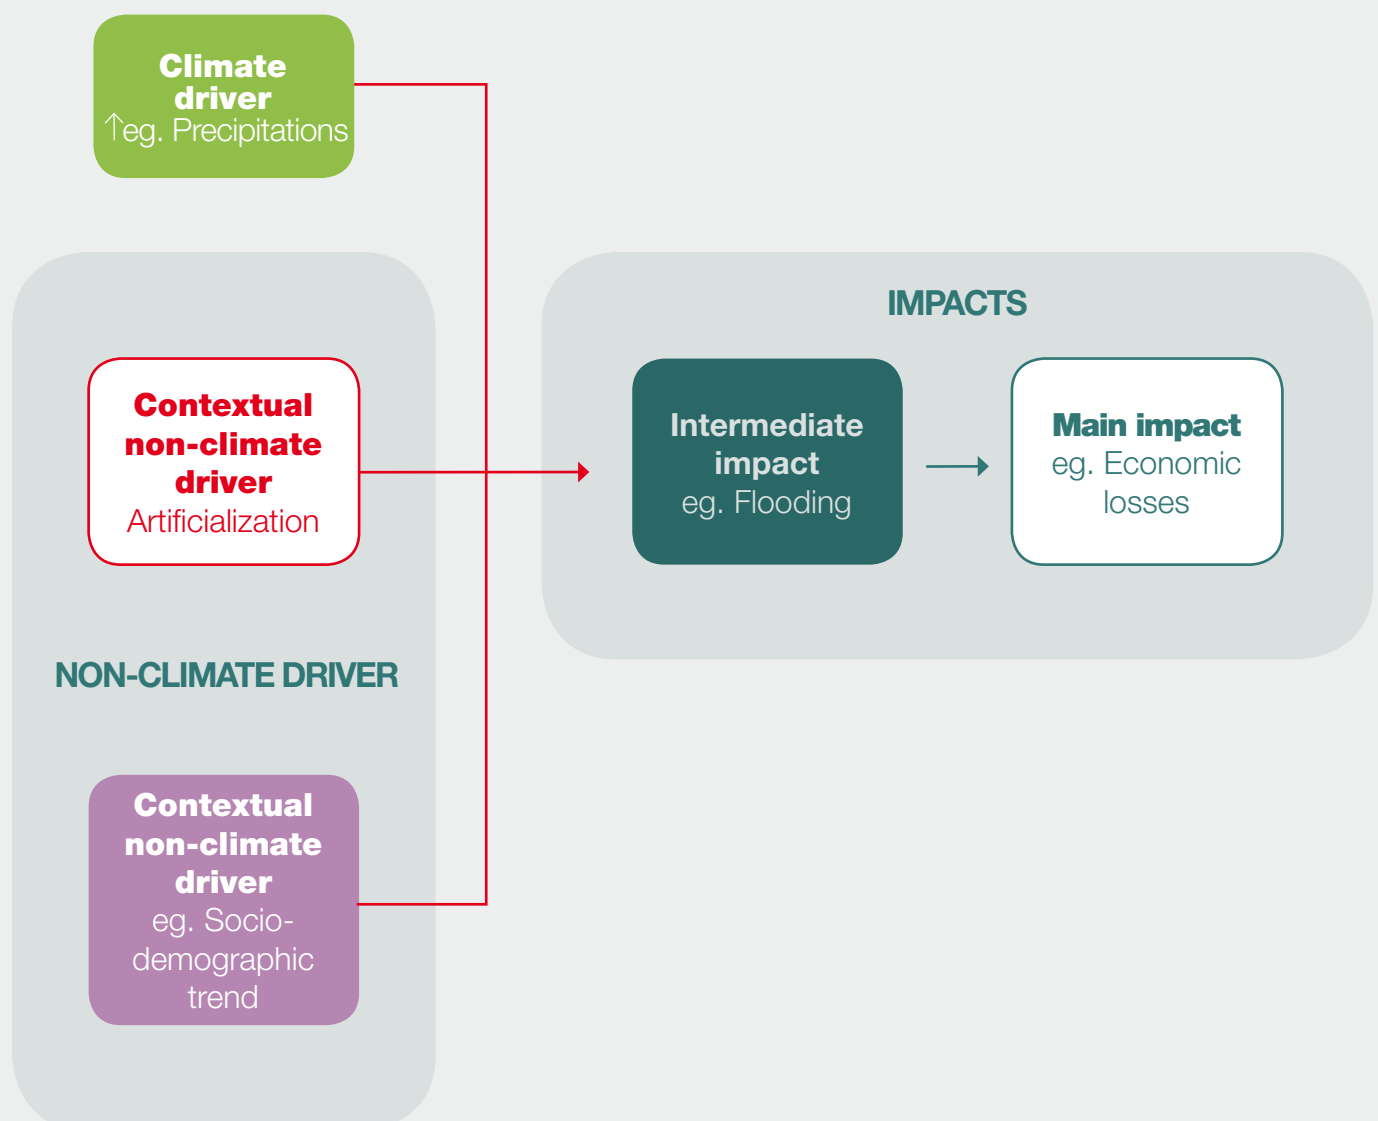 Climate
driver
↑eg. Precipitations
IMPACTS
Contextual
non-climate
driver
Artificialization
Intermediate
impact
eg. Flooding
Main impact
eg. Economic
losses
NON-CLIMATE DRIVER
Contextual
non-climate
driver
eg. Socio-
demographic
trend